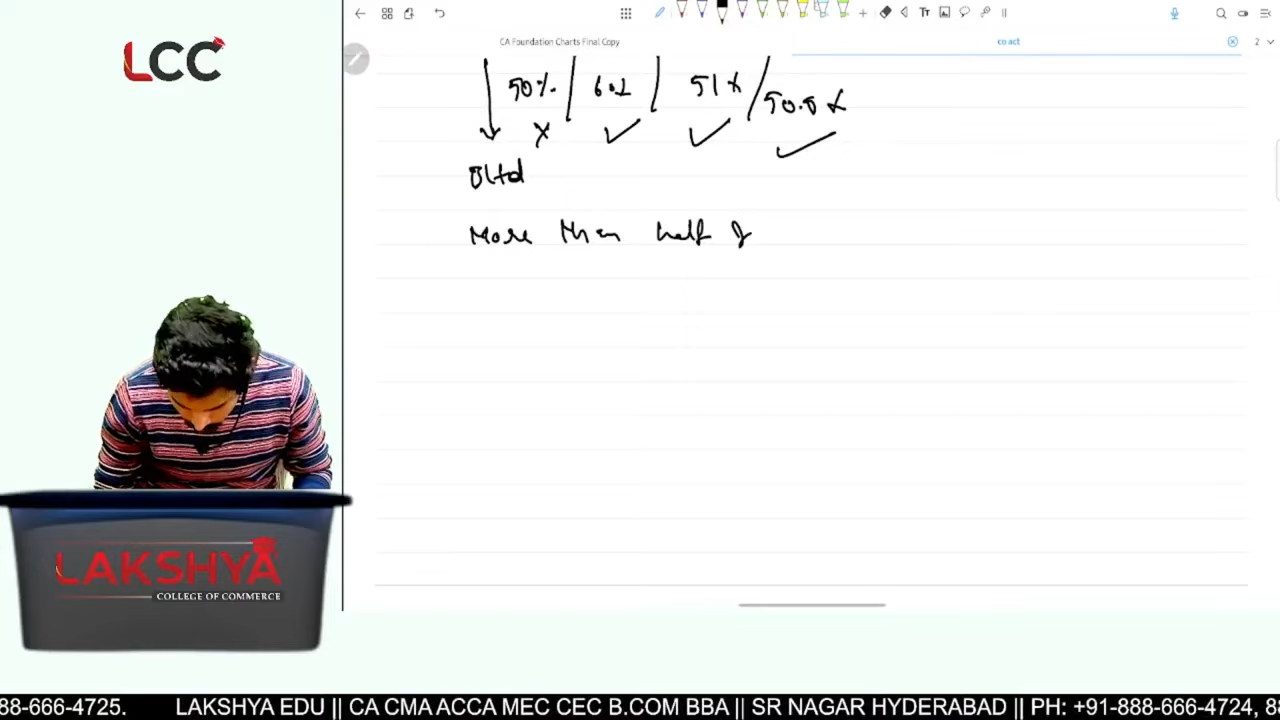 LCC
CA Foundation Charts Final Copy
co act
2
50% 60% 51% 50.5%
More than half of
LAKSHYA
COLLEGE OF COMMERCE
88-666-4725. LAKSHYA EDU || CA CMA ACCA MEC CEC B.COM BBA || SR NAGAR HYDERABAD || PH: +91-888-666-4724, 8